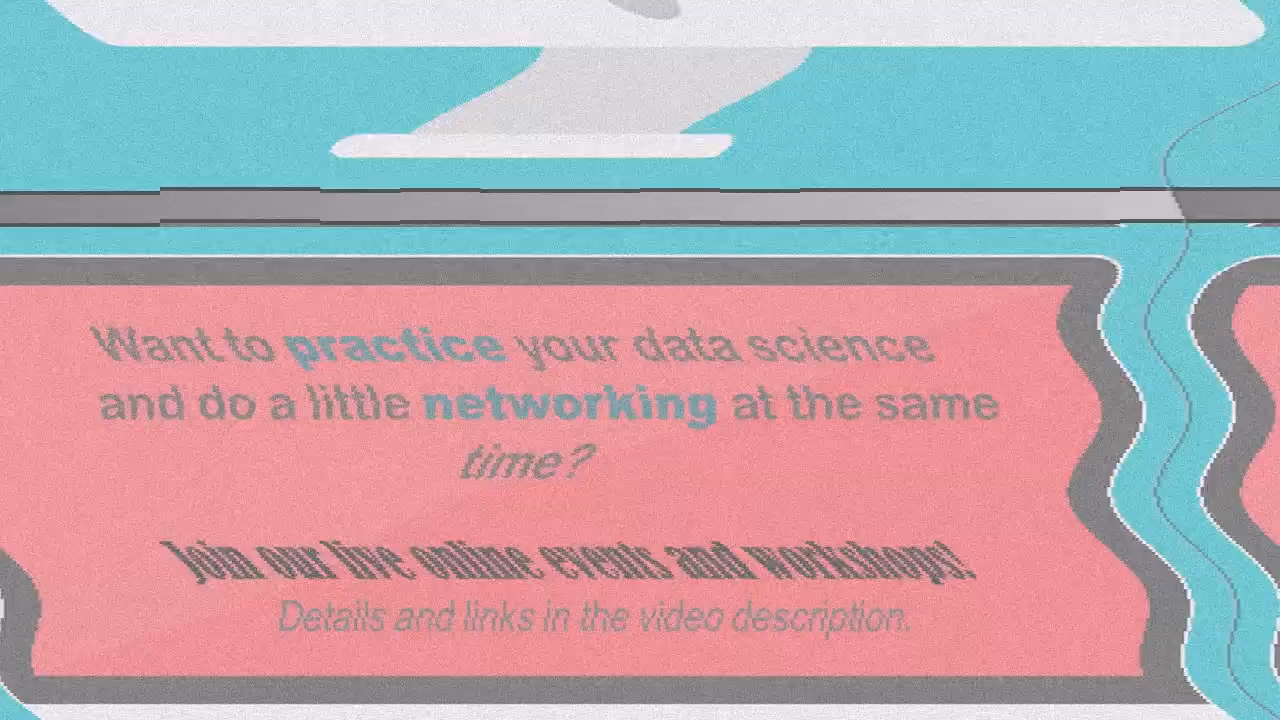 Want to practice your data science
and do a little networking at the same
time?
Join our live online events and workshops!
Details and links in the video description.